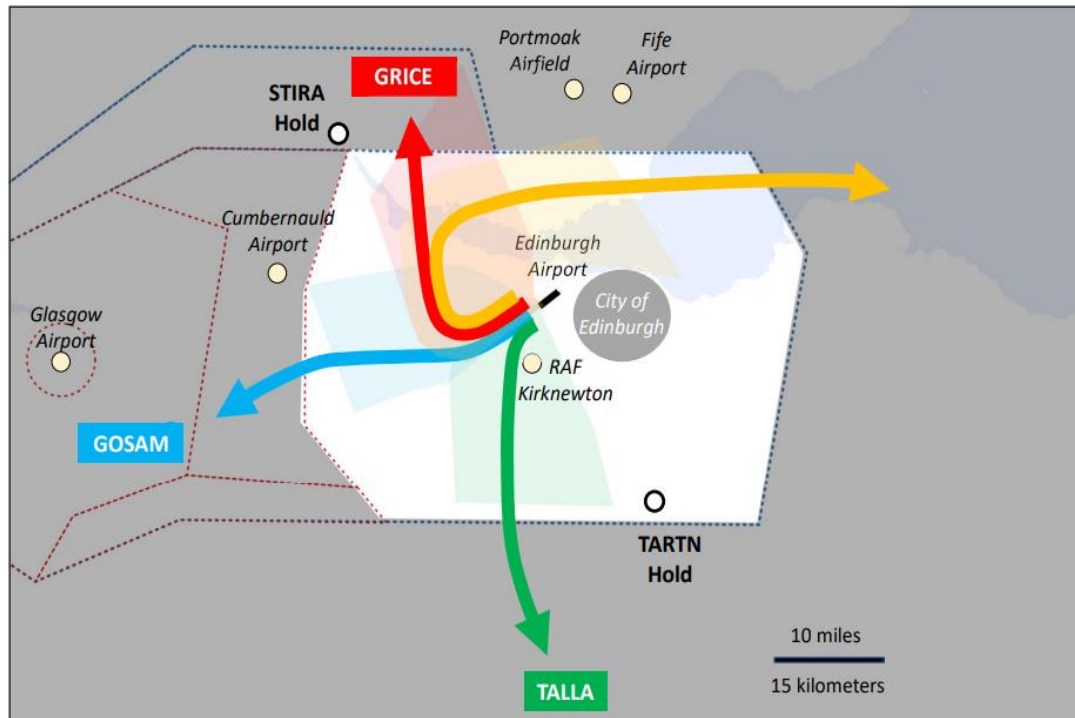 Portmoak
Airfield
Fife
Airport
GRICE
STIRA
Hold
Cumbernauld
Airport
Edinburgh
Airport
City of
Edinburgh
Glasgow
Airport
RAF
Kirknewton
GOSAM
TARTN
Hold
10 miles
15 kilometers
TALLA